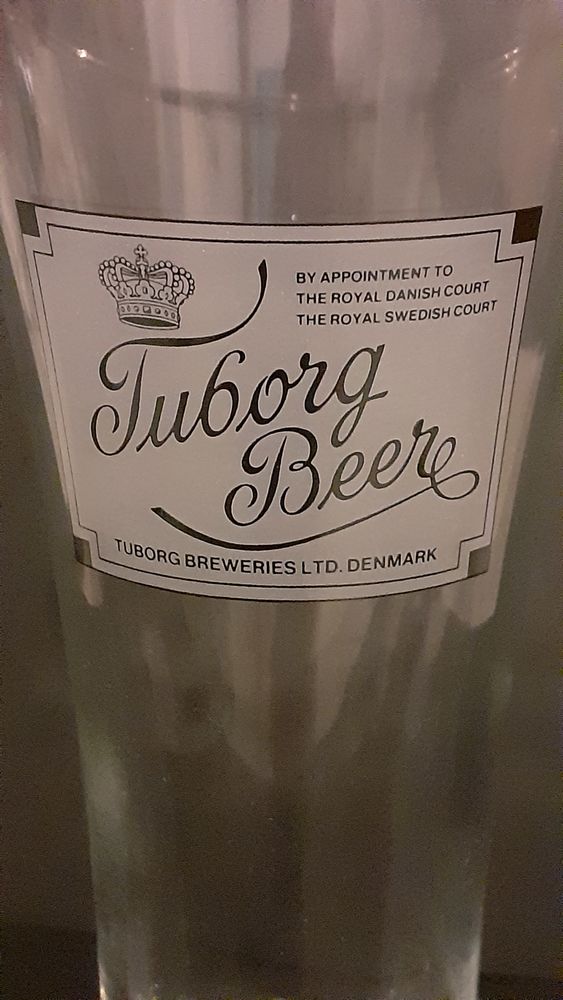 BY APPOINTMENT TO
THE ROYAL DANISH COURT
THE ROYAL SWEDISH COURT
Tuborg
Beer
TUBORG BREWERIES LTD. DENMARK